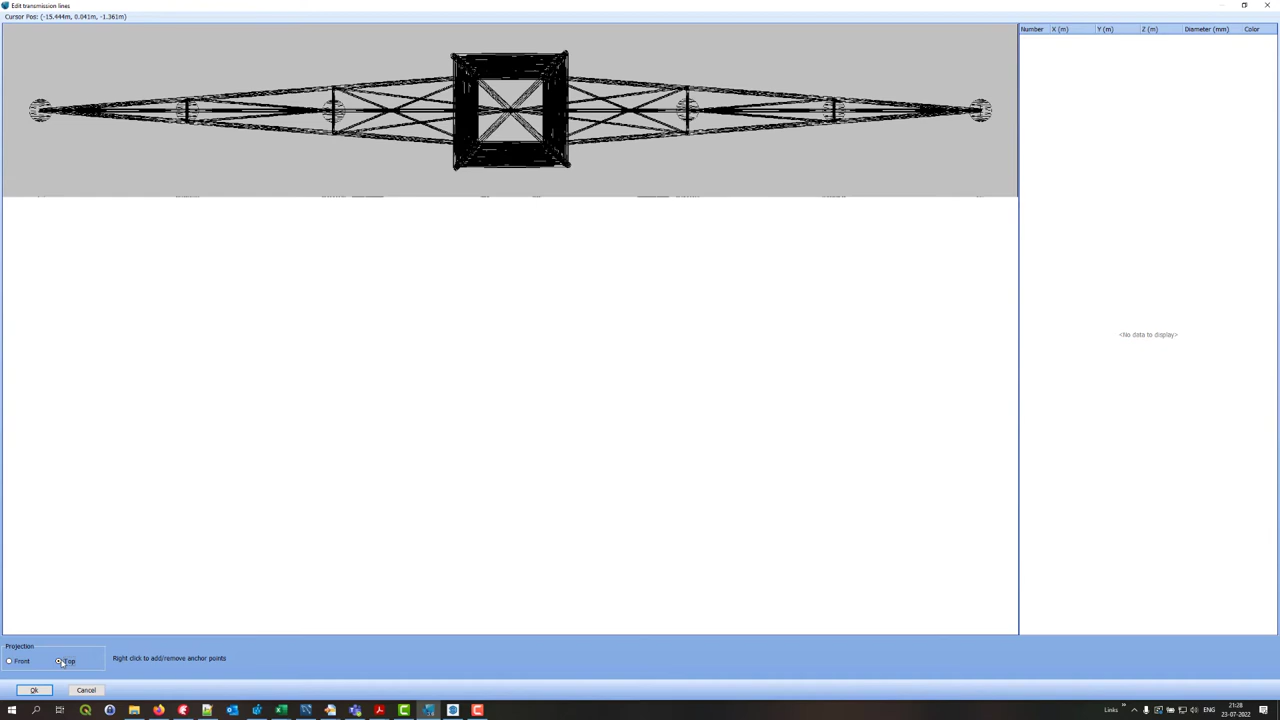 Edit transmission lines
Cursor Pos: (-15.444m, 0.041m, -1.361m)
Number X (m) Y (m) Z (m) Diameter (mm) Color
<No data to display>
Projection
Front Top
Right click to add/remove anchor points
Ok Cancel
Links ENG 21:28
23-07-2022